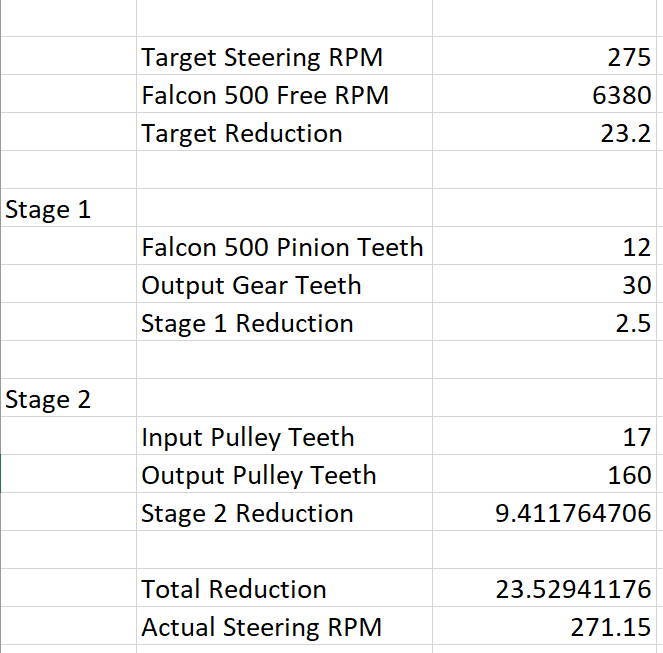 Target Steering RPM 275
Falcon 500 Free RPM 6380
Target Reduction 23.2
Stage 1
Falcon 500 Pinion Teeth 12
Output Gear Teeth 30
Stage 1 Reduction 2.5
Stage 2
Input Pulley Teeth 17
Output Pulley Teeth 160
Stage 2 Reduction 9.411764706
Total Reduction 23.52941176
Actual Steering RPM 271.15